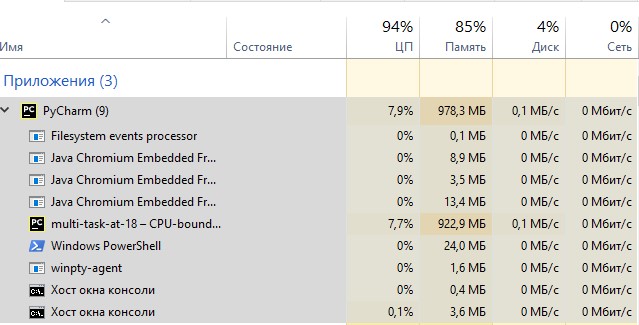 94% 85% 4% 0%
Имя Состояние ЦП Память Диск Сеть
Приложения (3)
PyCharm (9) 7,9% 978,3 МБ 0,1 МБ/с 0 Мбит/с
Filesystem events processor 0% 0,1 МБ 0 МБ/с 0 Мбит/с
Java Chromium Embedded Fr... 0% 8,9 МБ 0 МБ/с 0 Мбит/с
Java Chromium Embedded Fr... 0% 3,5 МБ 0 МБ/с 0 Мбит/с
Java Chromium Embedded Fr... 0% 13,4 МБ 0 МБ/с 0 Мбит/с
multi-task-at-18 – CPU-bound... 7,7% 922,9 МБ 0,1 МБ/с 0 Мбит/с
Windows PowerShell 0% 24,0 МБ 0 МБ/с 0 Мбит/с
winpty-agent 0% 1,6 МБ 0 МБ/с 0 Мбит/с
Хост окна консоли 0% 0,4 МБ 0 МБ/с 0 Мбит/с
Хост окна консоли 0,1% 3,6 МБ 0 МБ/с 0 Мбит/с